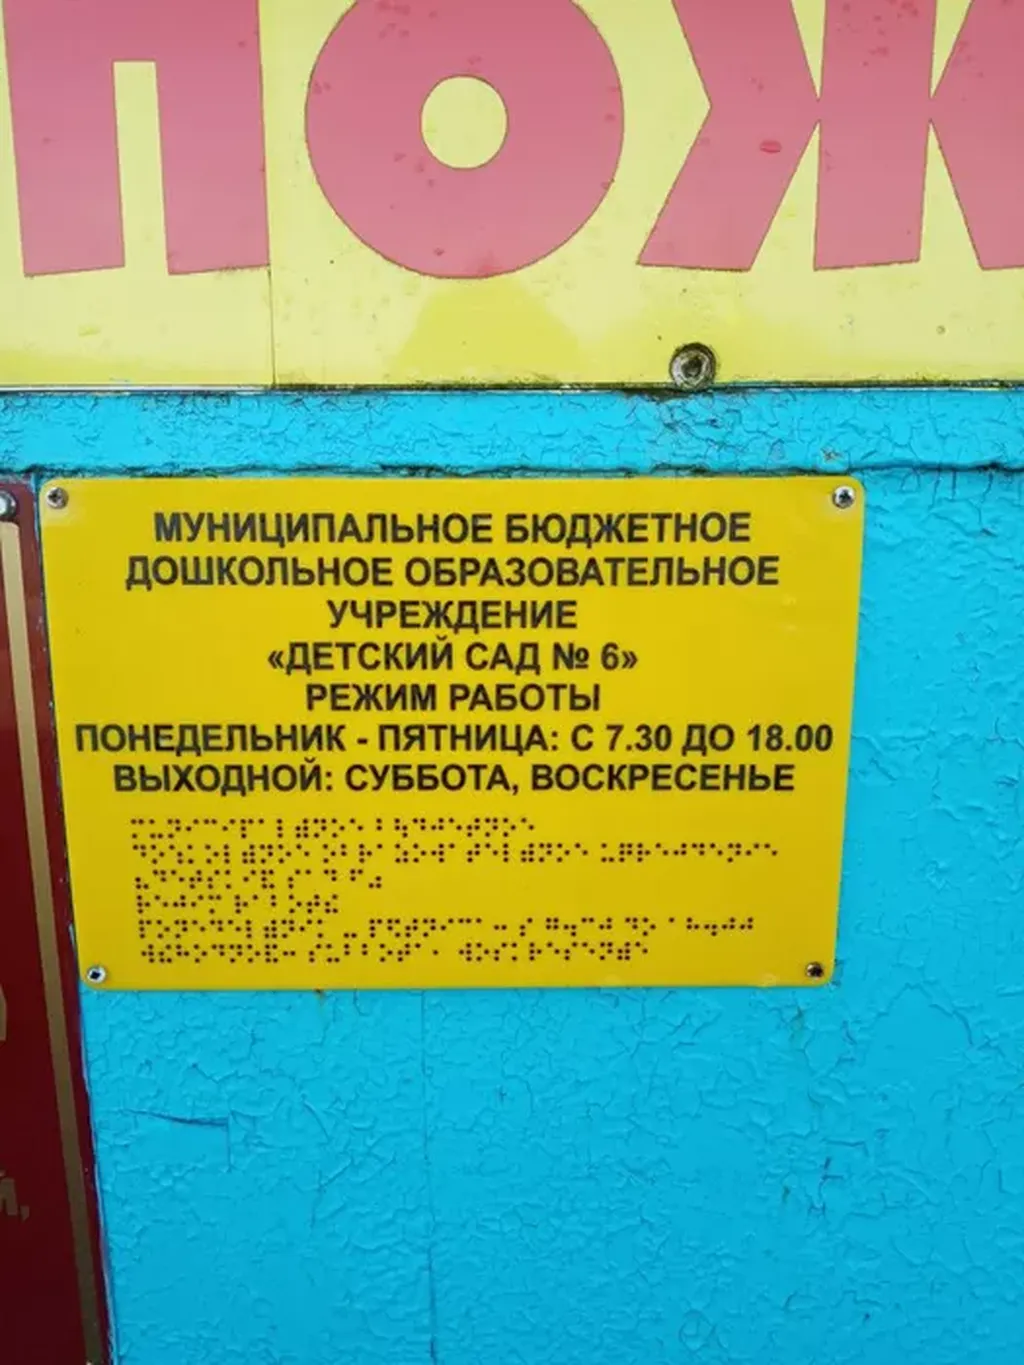 ПОЖ
МУНИЦИПАЛЬНОЕ БЮДЖЕТНОЕ
ДОШКОЛЬНОЕ ОБРАЗОВАТЕЛЬНОЕ
УЧРЕЖДЕНИЕ
«ДЕТСКИЙ САД № 6»
РЕЖИМ РАБОТЫ
ПОНЕДЕЛЬНИК - ПЯТНИЦА: С 7.30 ДО 18.00
ВЫХОДНОЙ: СУББОТА, ВОСКРЕСЕНЬЕ